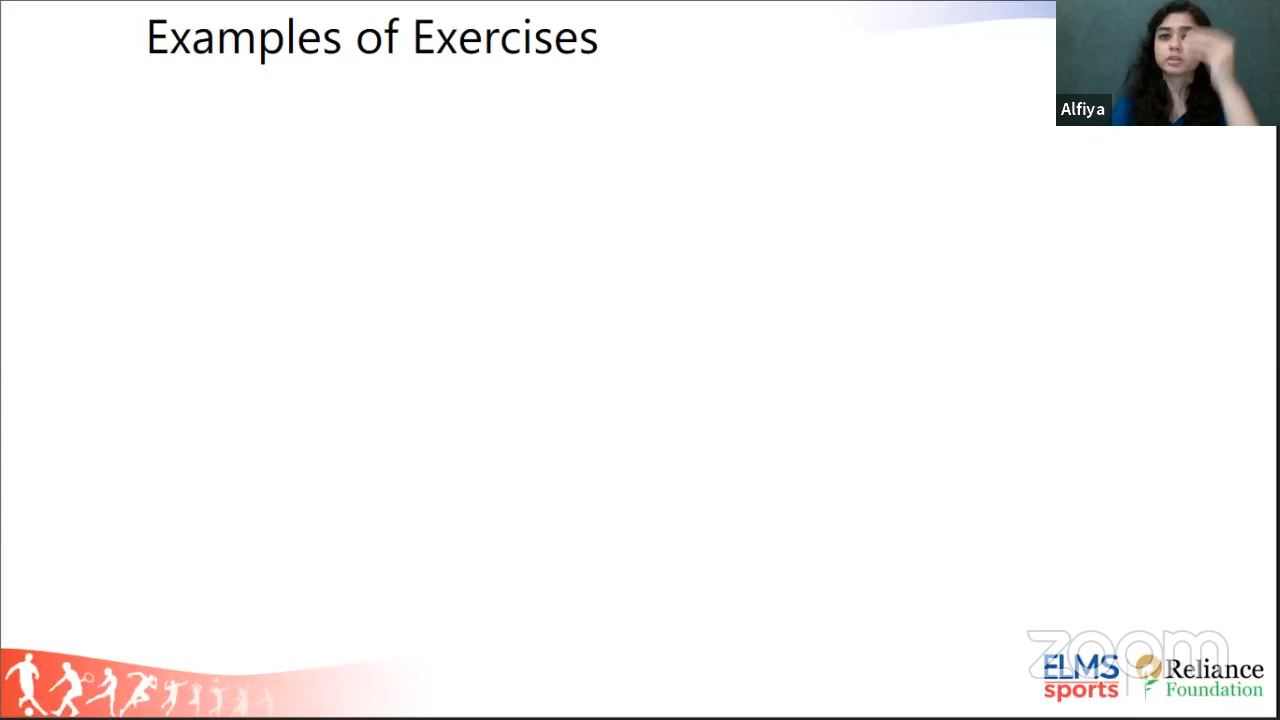 Examples of Exercises
Alfiya
zoom
ELMS
sports
Reliance
Foundation